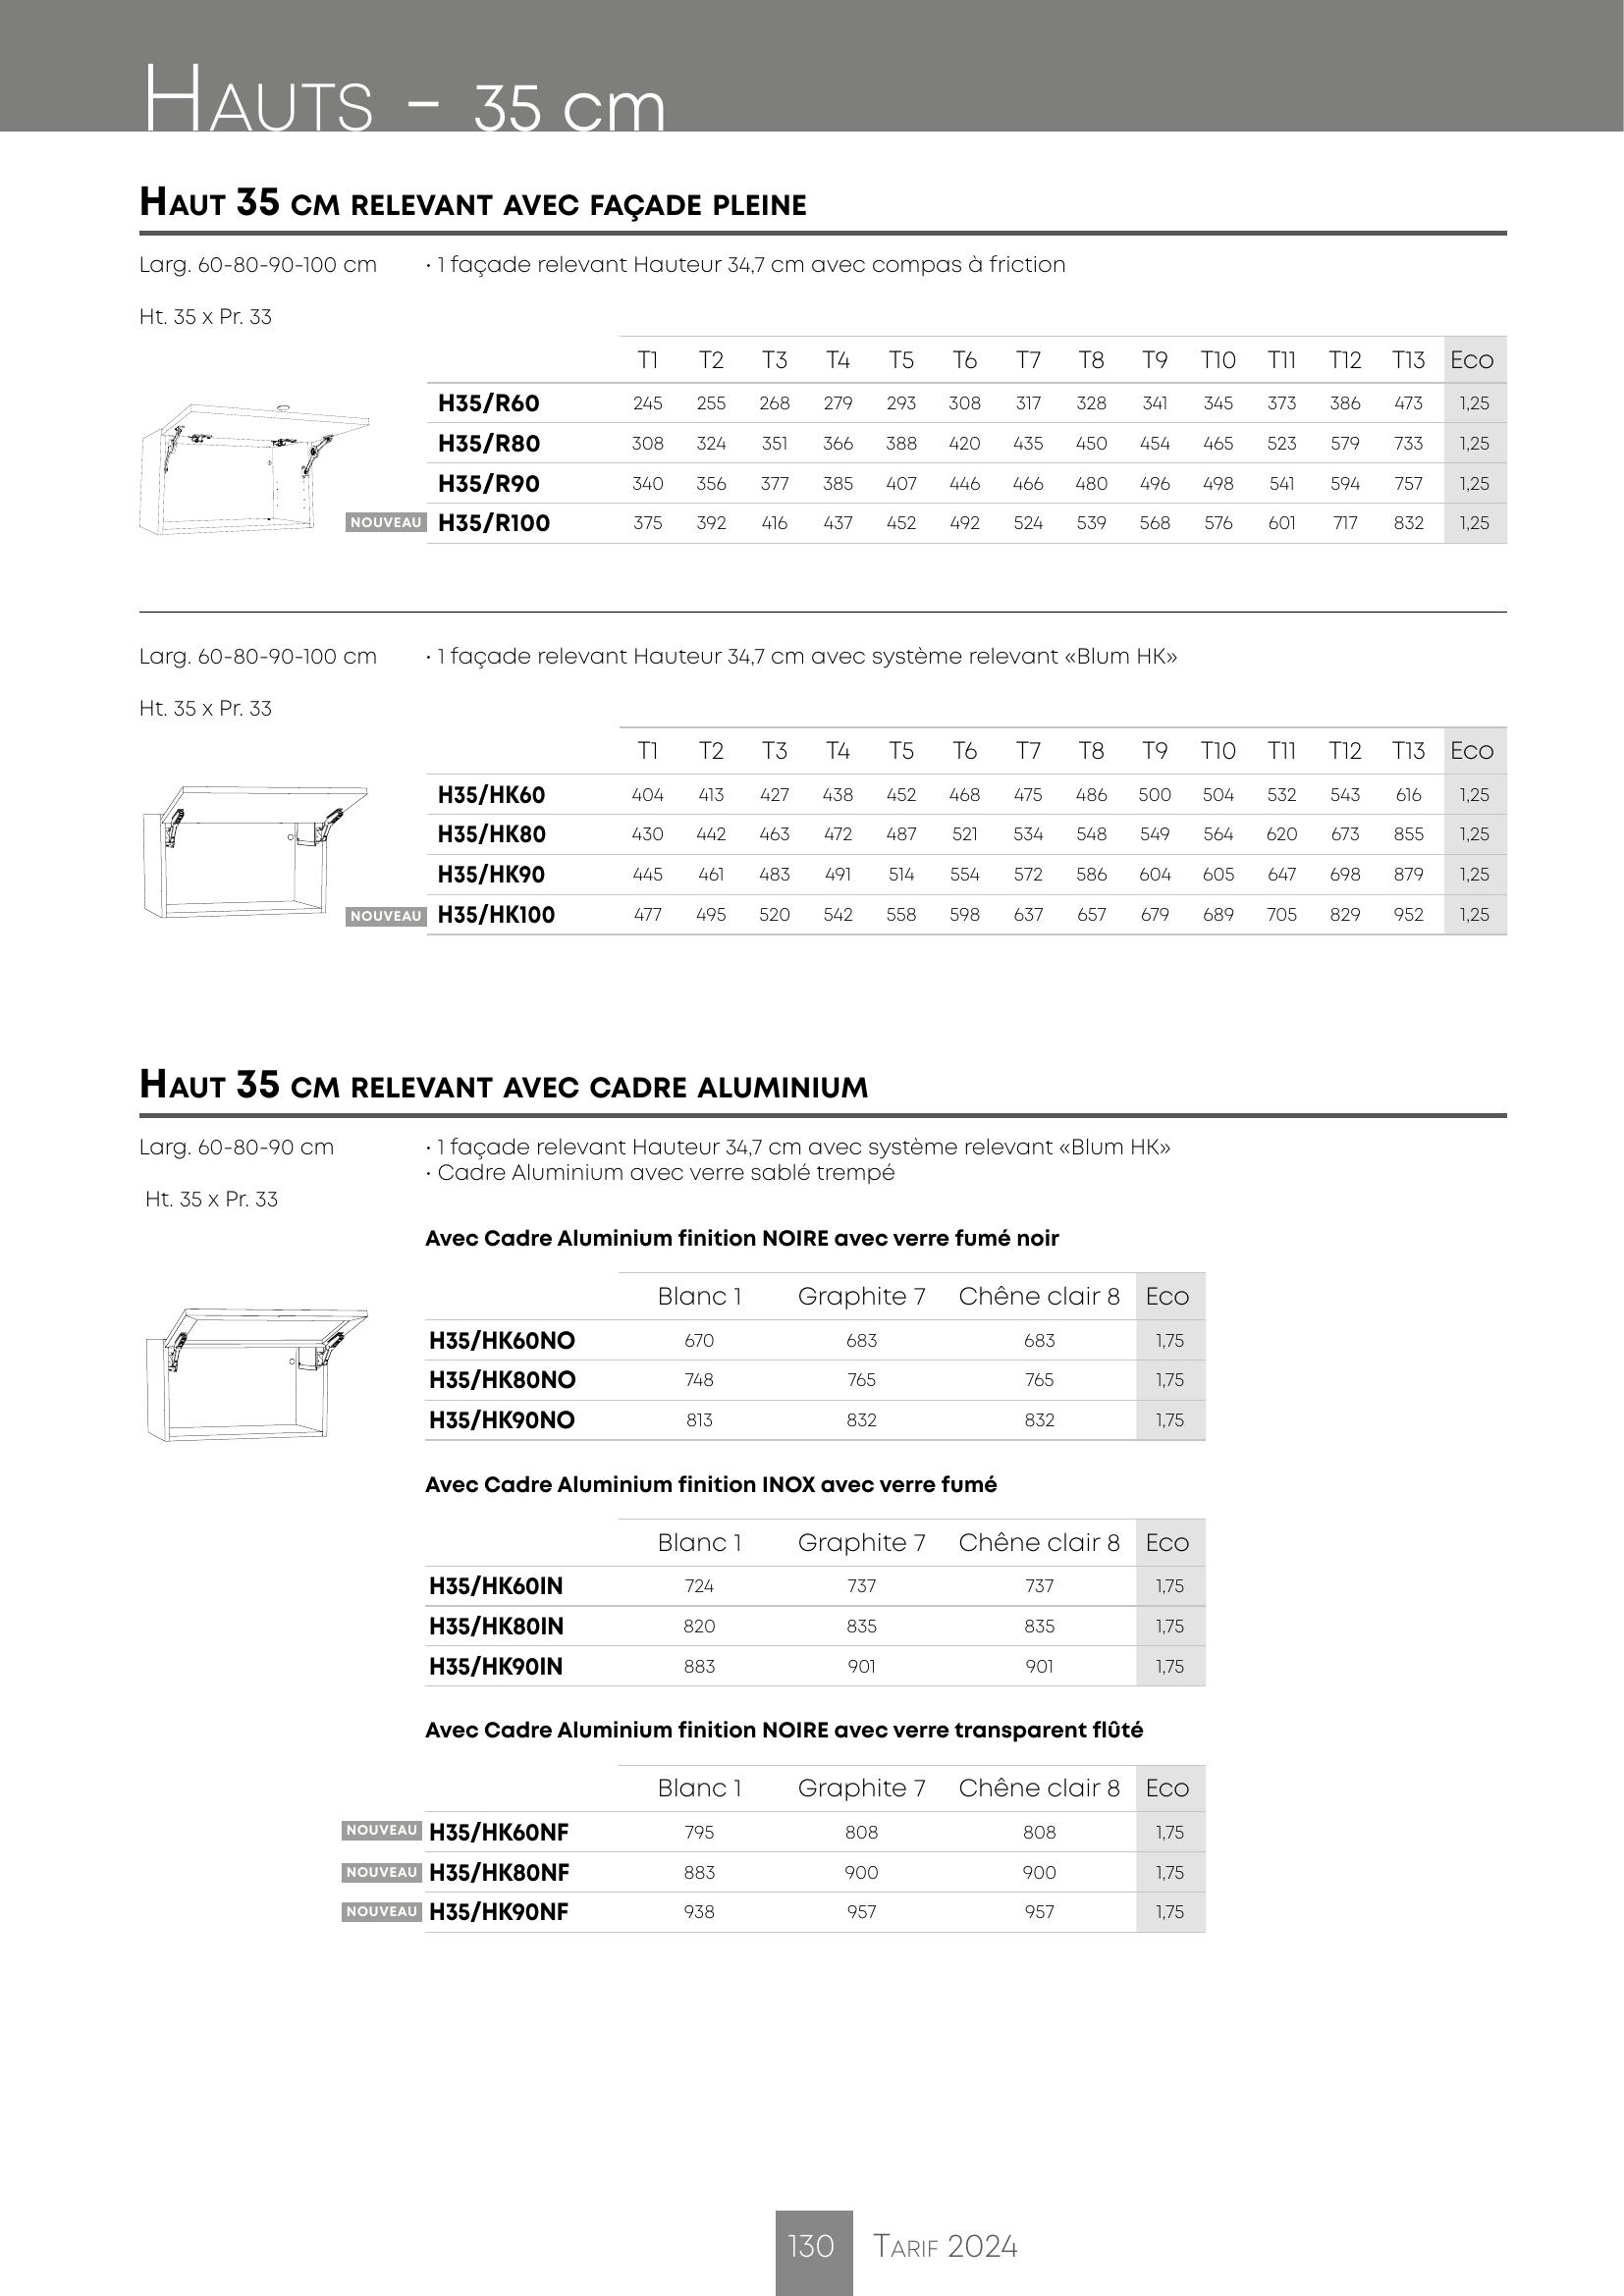 HAUTS - 35 cm
HAUT 35 CM RELEVANT AVEC FAÇADE PLEINE
Larg. 60-80-90-100 cm • 1 façade relevant Hauteur 34,7 cm avec compas à friction
Ht. 35 x Pr. 33
T1 T2 T3 T4 T5 T6 T7 T8 T9 T10 T11 T12 T13 Eco
H35/R60 245 255 268 279 293 308 317 328 341 345 373 386 473 1,25
H35/R80 308 324 351 366 388 420 435 450 454 465 523 579 733 1,25
H35/R90 340 356 377 385 407 446 466 480 496 498 541 594 757 1,25
NOUVEAU H35/R100 375 392 416 437 452 492 524 539 568 576 601 717 832 1,25
Larg. 60-80-90-100 cm • 1 façade relevant Hauteur 34,7 cm avec système relevant «Blum HK»
Ht. 35 x Pr. 33
T1 T2 T3 T4 T5 T6 T7 T8 T9 T10 T11 T12 T13 Eco
H35/HK60 404 413 427 438 452 468 475 486 500 504 532 543 616 1,25
H35/HK80 430 442 463 472 487 521 534 548 549 564 620 673 855 1,25
H35/HK90 445 461 483 491 514 554 572 586 604 605 647 698 879 1,25
NOUVEAU H35/HK100 477 495 520 542 558 598 637 657 679 689 705 829 952 1,25
HAUT 35 CM RELEVANT AVEC CADRE ALUMINIUM
Larg. 60-80-90 cm • 1 façade relevant Hauteur 34,7 cm avec système relevant «Blum HK»
• Cadre Aluminium avec verre sablé trempé
Ht. 35 x Pr. 33
Avec Cadre Aluminium finition NOIRE avec verre fumé noir
Blanc 1 Graphite 7 Chêne clair 8 Eco
H35/HK60NO 670 683 683 1,75
H35/HK80NO 748 765 765 1,75
H35/HK90NO 813 832 832 1,75
Avec Cadre Aluminium finition INOX avec verre fumé
Blanc 1 Graphite 7 Chêne clair 8 Eco
H35/HK60IN 724 737 737 1,75
H35/HK80IN 820 835 835 1,75
H35/HK90IN 883 901 901 1,75
Avec Cadre Aluminium finition NOIRE avec verre transparent flûté
Blanc 1 Graphite 7 Chêne clair 8 Eco
NOUVEAU H35/HK60NF 795 808 808 1,75
NOUVEAU H35/HK80NF 883 900 900 1,75
NOUVEAU H35/HK90NF 938 957 957 1,75
130 TARIF 2024